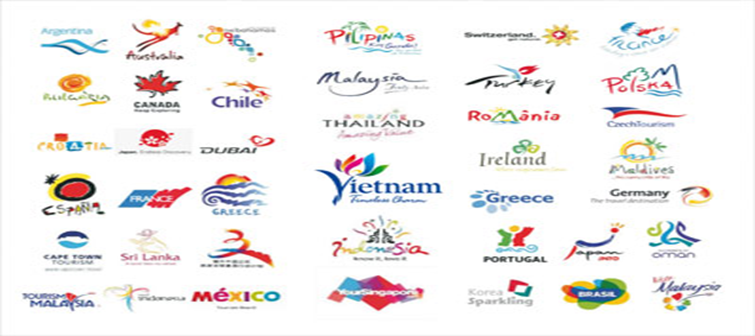 Argentina
Australia
thebahamas
PILIPINAS
Kay Ganda!
Switzerland.
get natural.
France
BULGARIA
CANADA
Keep Exploring
Chile
Malaysia
Truly Asia
Turkey
POLSKA
CROATIA
Japan. Endless Discovery
DUBAI
amazing
THAILAND
Amazing Value
România
CzechTourism
ESPAÑA
FRANCE
GREECE
Vietnam
Timeless Charm
Ireland
Greece
Maldives
Germany
The travel destination
CAPE TOWN
TOURISM
Sri Lanka
Indonesia
PORTUGAL
Japan
JNTO
oman
TOURISM
MALAYSIA
indonesia
MÉXICO
YourSingapore
Korea
Sparkling
BRASIL
Malaysia